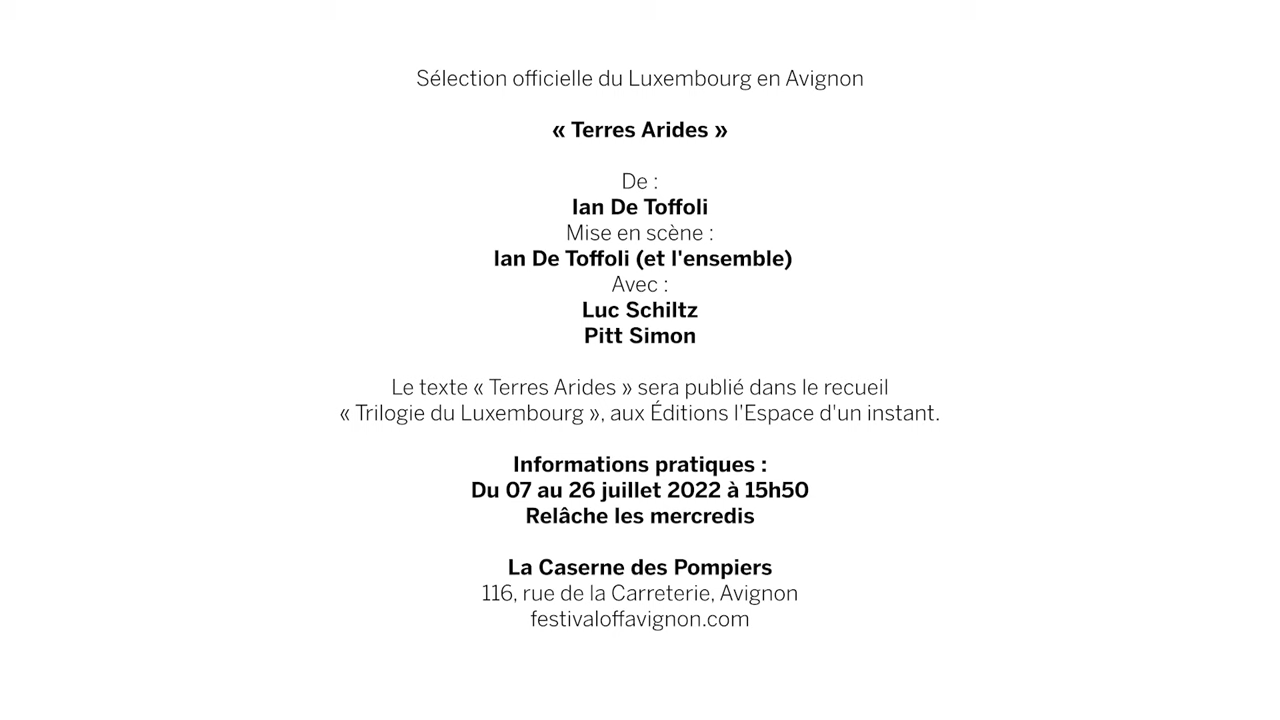 Sélection officielle du Luxembourg en Avignon
« Terres Arides »
De :
Ian De Toffoli
Mise en scène :
Ian De Toffoli (et l'ensemble)
Avec :
Luc Schiltz
Pitt Simon
Le texte « Terres Arides » sera publié dans le recueil
« Trilogie du Luxembourg », aux Éditions l'Espace d'un instant.
Informations pratiques :
Du 07 au 26 juillet 2022 à 15h50
Relâche les mercredis
La Caserne des Pompiers
116, rue de la Carreterie, Avignon
festivaloffavignon.com